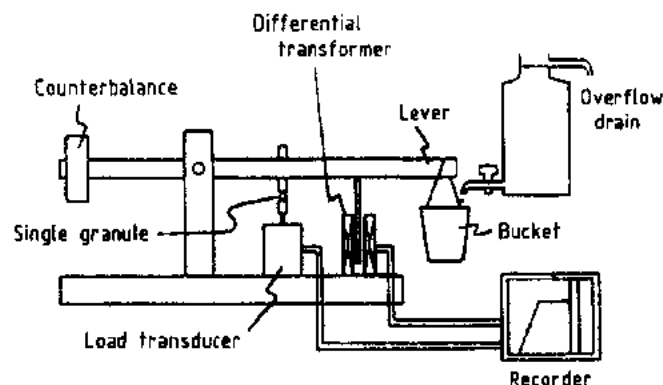 Differential
transformer
Counterbalance
Lever
Overflow
drain
Single granule
Bucket
Load transducer
Recorder